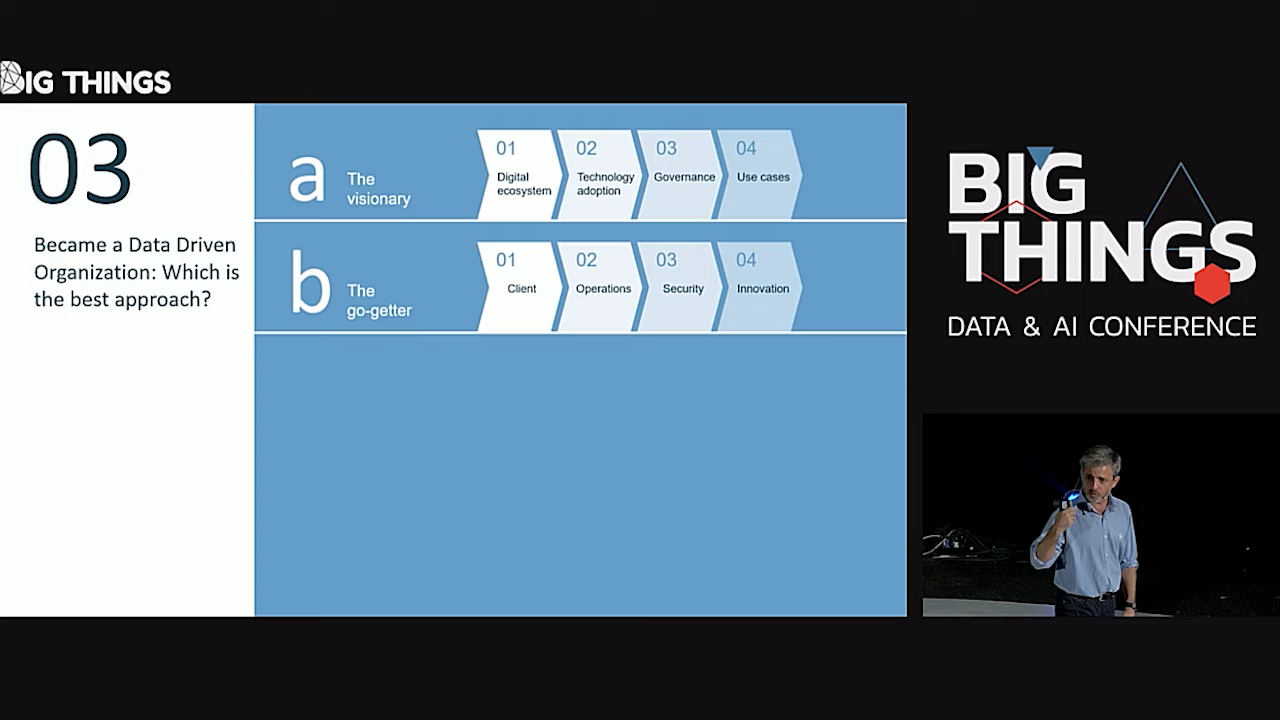 BIG THINGS
03
Became a Data Driven
Organization: Which is
the best approach?
a
The
visionary
01
Digital
ecosystem
02
Technology
adoption
03
Governance
04
Use cases
b
The
go-getter
01
Client
02
Operations
03
Security
04
Innovation
BIG
THINGS
DATA & AI CONFERENCE